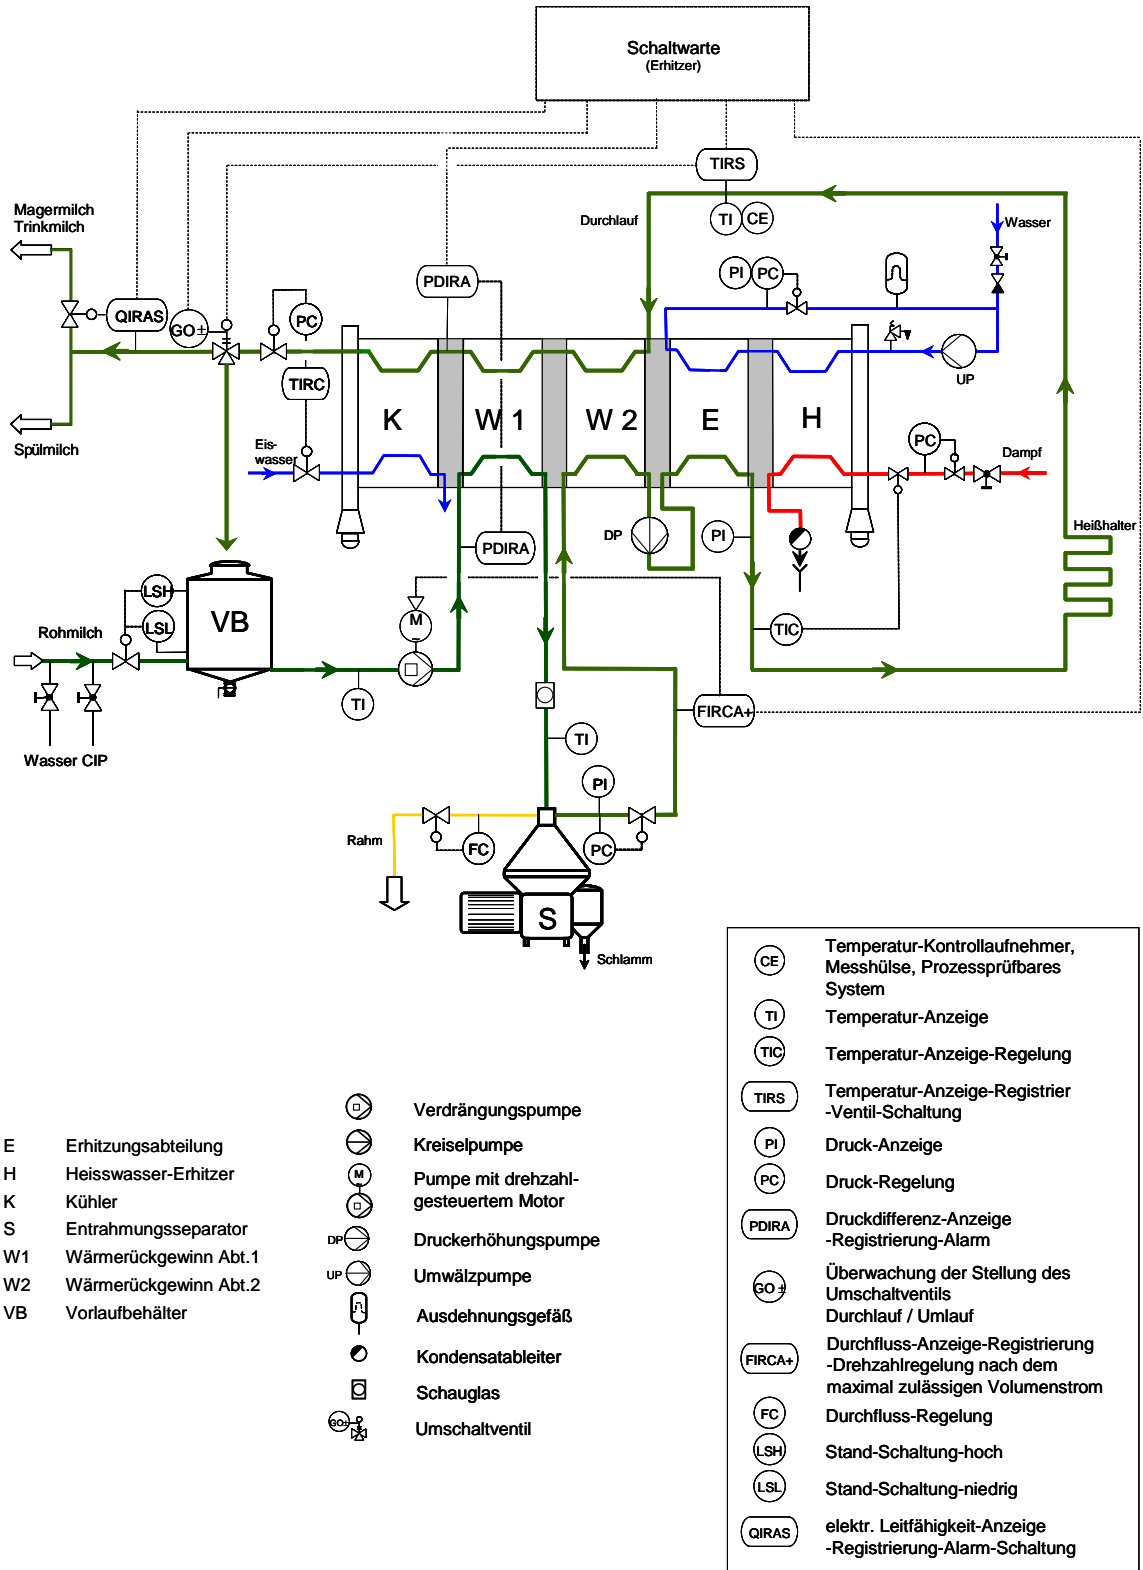 Schaltwarte
(Erhitzer)
TIRS
Magermilch
Trinkmilch
Durchlauf
TI
CE
Wasser
PDIRA
PI
PC
QIRAS
GO±
PC
TIRC
UP
K
W 1
W 2
E
H
Eis-
wasser
PC
Dampf
Spülmilch
DP
PI
PDIRA
Heißhalter
LSH
LSL
VB
M
~
TIC
Rohmilch
TI
FIRCA+
TI
Wasser CIP
PI
Rahm
FC
PC
S
Schlamm
E Erhitzungsabteilung
H Heisswasser-Erhitzer
K Kühler
S Entrahmungsseparator
W1 Wärmerückgewinn Abt.1
W2 Wärmerückgewinn Abt.2
VB Vorlaufbehälter
Verdrängungspumpe
Kreiselpumpe
M
~
Pumpe mit drehzahl-
gesteuertem Motor
DP Druckerhöhungspumpe
UP Umwälzpumpe
Ausdehnungsgefäß
Kondensatableiter
Schauglas
GO± Umschaltventil
CE Temperatur-Kontrollaufnehmer,
Messhülse, Prozessprüfbares
System
TI Temperatur-Anzeige
TIC Temperatur-Anzeige-Regelung
TIRS Temperatur-Anzeige-Registrier
-Ventil-Schaltung
PI Druck-Anzeige
PC Druck-Regelung
PDIRA Druckdifferenz-Anzeige
-Registrierung-Alarm
GO ± Überwachung der Stellung des
Umschaltventils
Durchlauf / Umlauf
FIRCA+ Durchfluss-Anzeige-Registrierung
-Drehzahlregelung nach dem
maximal zulässigen Volumenstrom
FC Durchfluss-Regelung
LSH Stand-Schaltung-hoch
LSL Stand-Schaltung-niedrig
QIRAS elektr. Leitfähigkeit-Anzeige
-Registrierung-Alarm-Schaltung